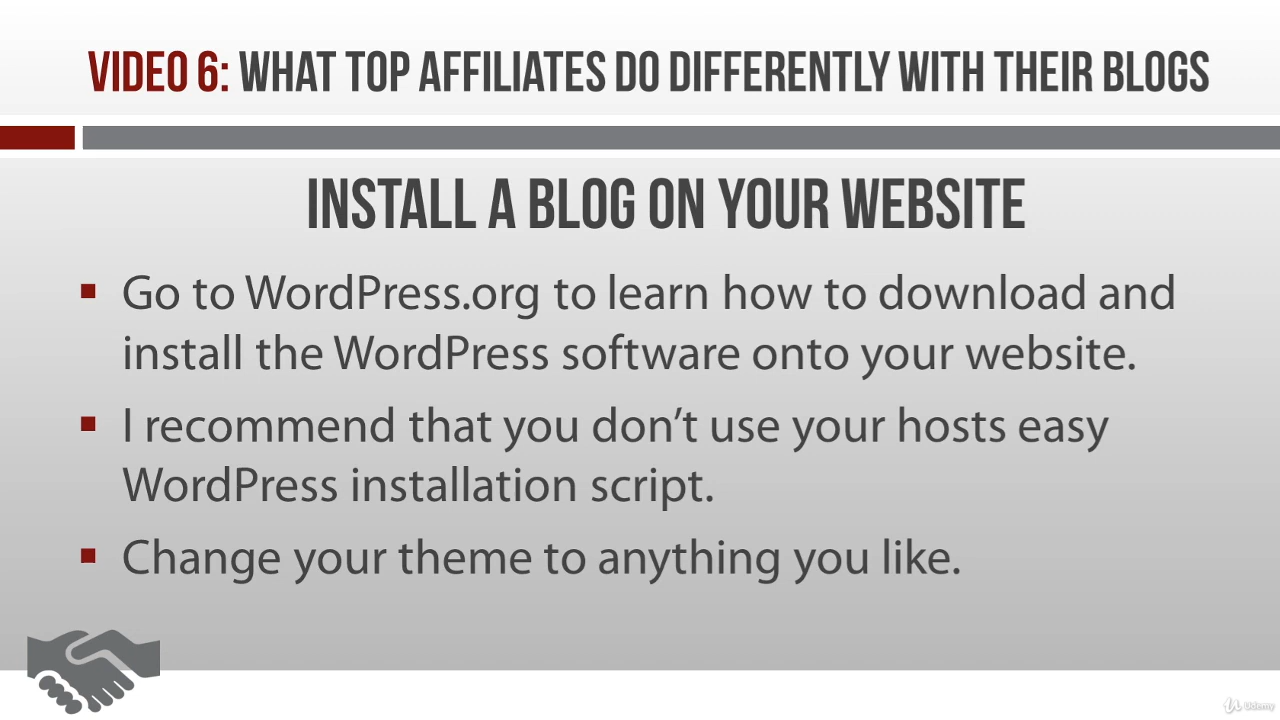 VIDEO 6: WHAT TOP AFFILIATES DO DIFFERENTLY WITH THEIR BLOGS
INSTALL A BLOG ON YOUR WEBSITE
▪ Go to WordPress.org to learn how to download and
install the WordPress software onto your website.
▪ I recommend that you don’t use your hosts easy
WordPress installation script.
▪ Change your theme to anything you like.
Udemy